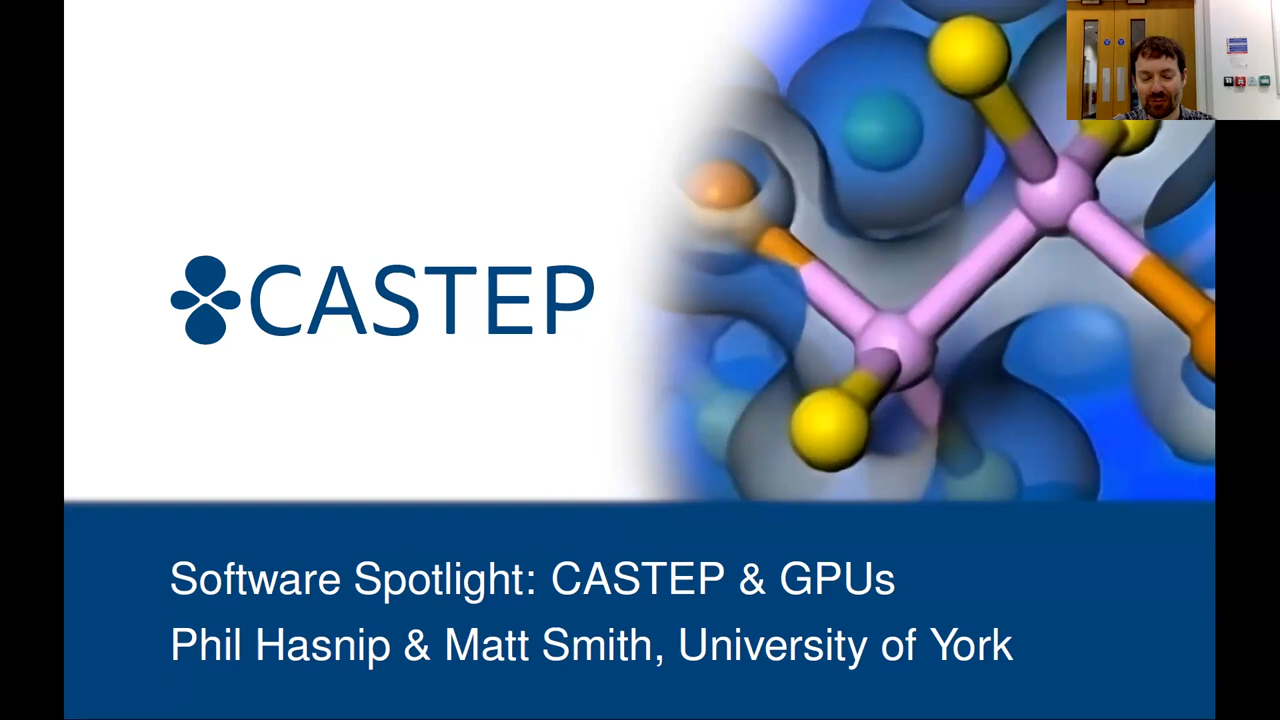 CASTEP
Software Spotlight: CASTEP & GPUs
Phil Hasnip & Matt Smith, University of York